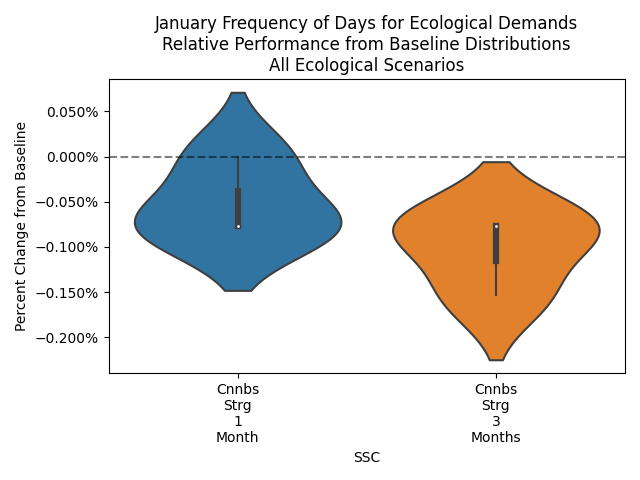 January Frequency of Days for Ecological Demands
Relative Performance from Baseline Distributions
All Ecological Scenarios
Percent Change from Baseline
0.050%
0.000%
−0.050%
−0.100%
−0.150%
−0.200%
Cnnbs
Strg
1
Month
Cnnbs
Strg
3
Months
SSC